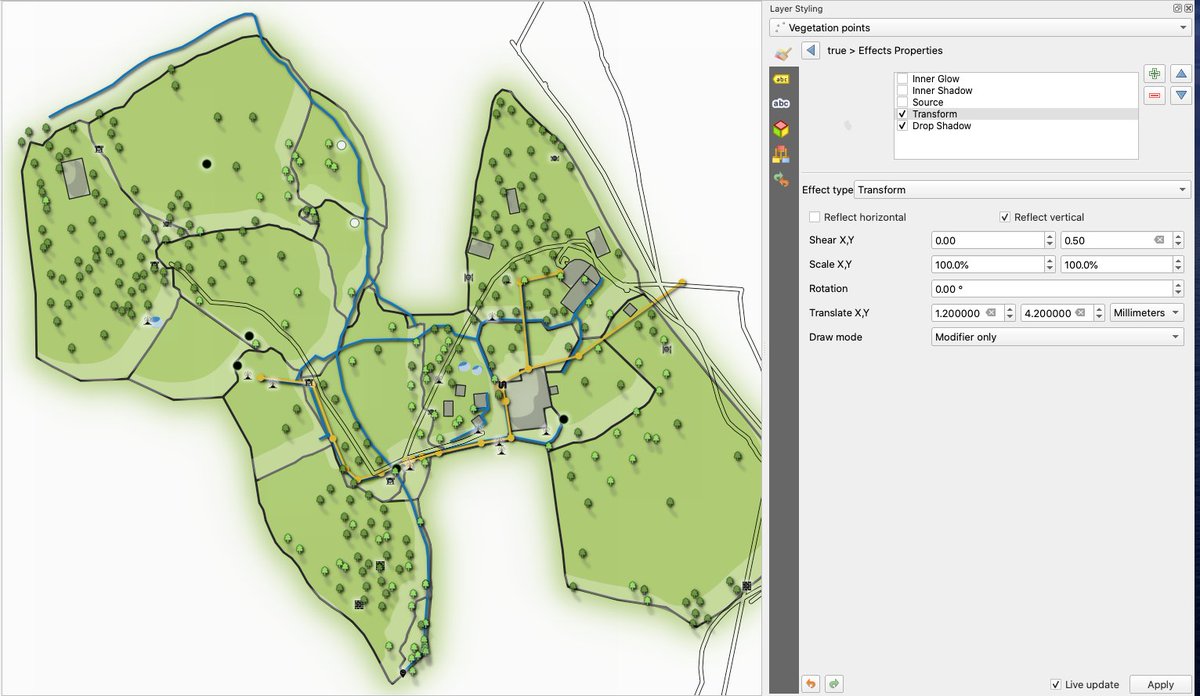 Layer Styling
Vegetation points
true > Effects Properties
abc
abc
Inner Glow
Inner Shadow
Source
Transform
Drop Shadow
Effect type Transform
Reflect horizontal Reflect vertical
Shear X,Y 0.00 0.50
Scale X,Y 100.0% 100.0%
Rotation 0.00 °
Translate X,Y 1.200000 4.200000 Millimeters
Draw mode Modifier only
Live update Apply